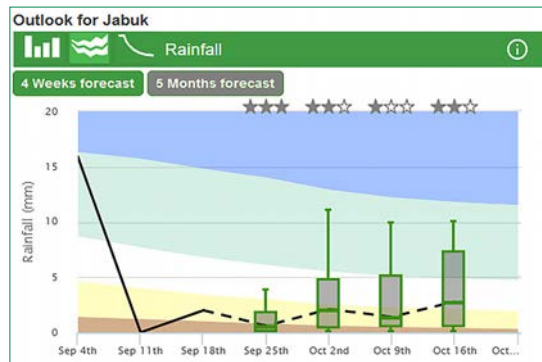 Outlook for Jabuk
Rainfall
4 Weeks forecast
5 Months forecast
20
15
10
5
0
Rainfall (mm)
Sep 4th
Sep 11th
Sep 18th
Sep 25th
Oct 2nd
Oct 9th
Oct 16th
Oct...